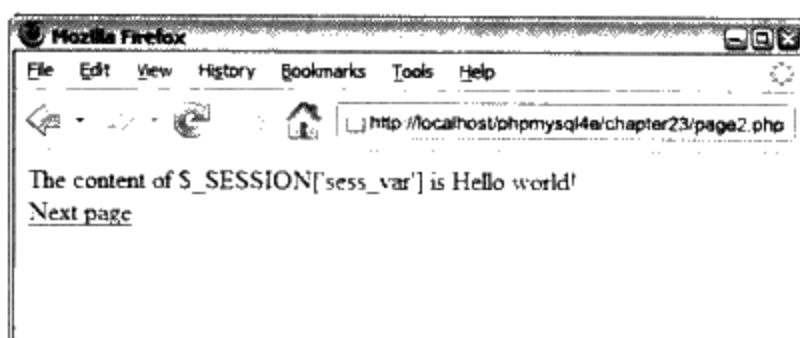 Mozilla Firefox
File Edit View History Bookmarks Tools Help
http://localhost/phpmysql4e/chapter23/page2.php
The content of $_SESSION['sess_var'] is Hello world!
Next page